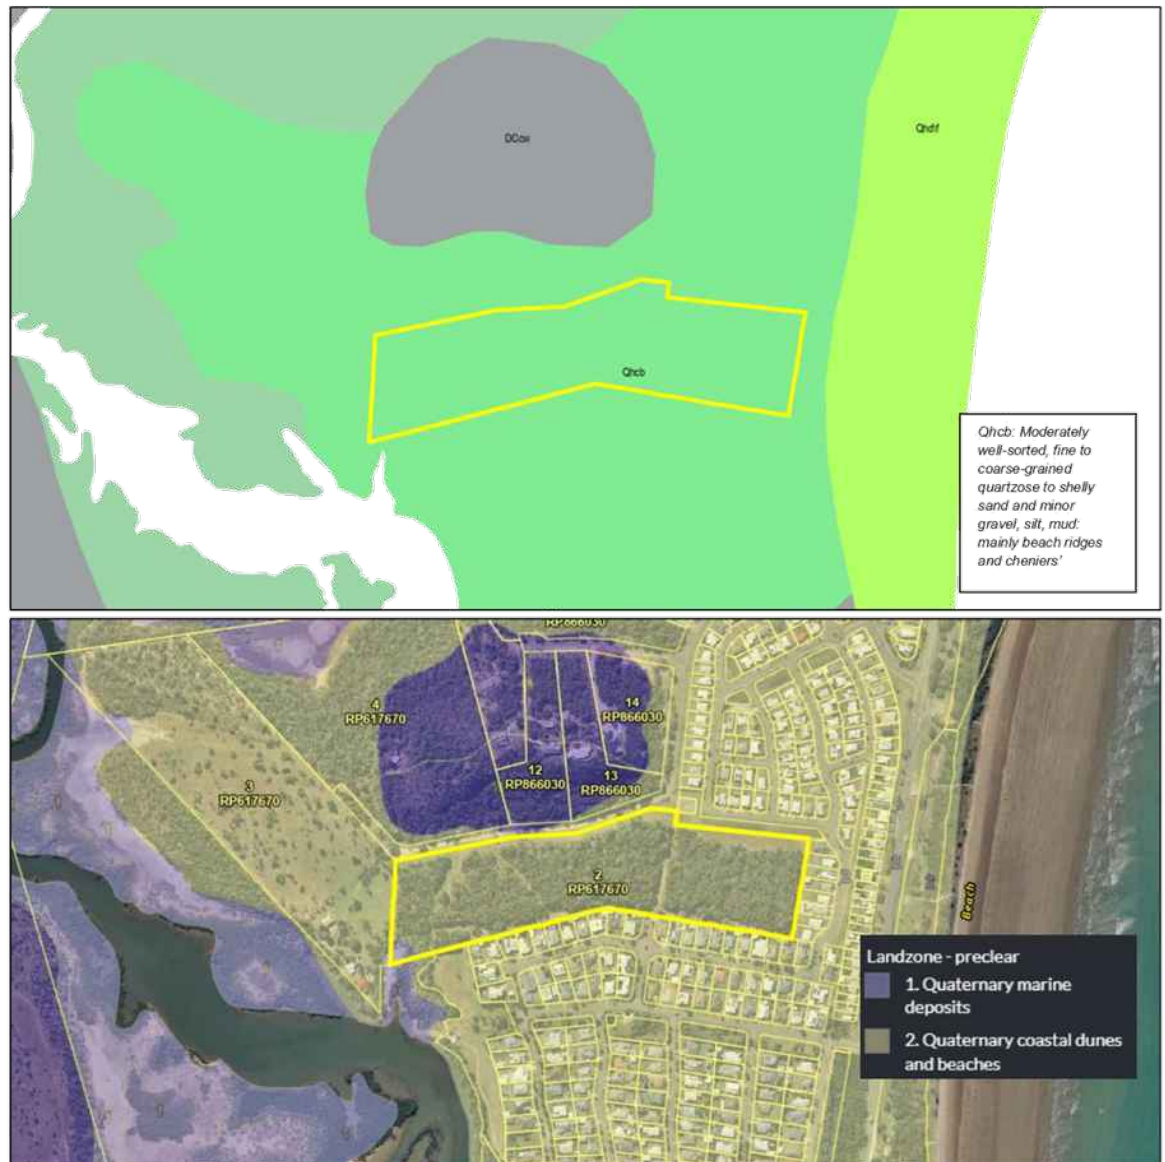 DCow
Qhdf
Qhcb
Qhcb: Moderately
well-sorted, fine to
coarse-grained
quartzose to shelly
sand and minor
gravel, silt, mud:
mainly beach ridges
and cheniers'
RP866030
4
RP617670
14
RP866030
12
RP866030
13
RP866030
3
RP617670
2
RP617670
Beach
Landzone - preclear
1. Quaternary marine
deposits
2. Quaternary coastal dunes
and beaches